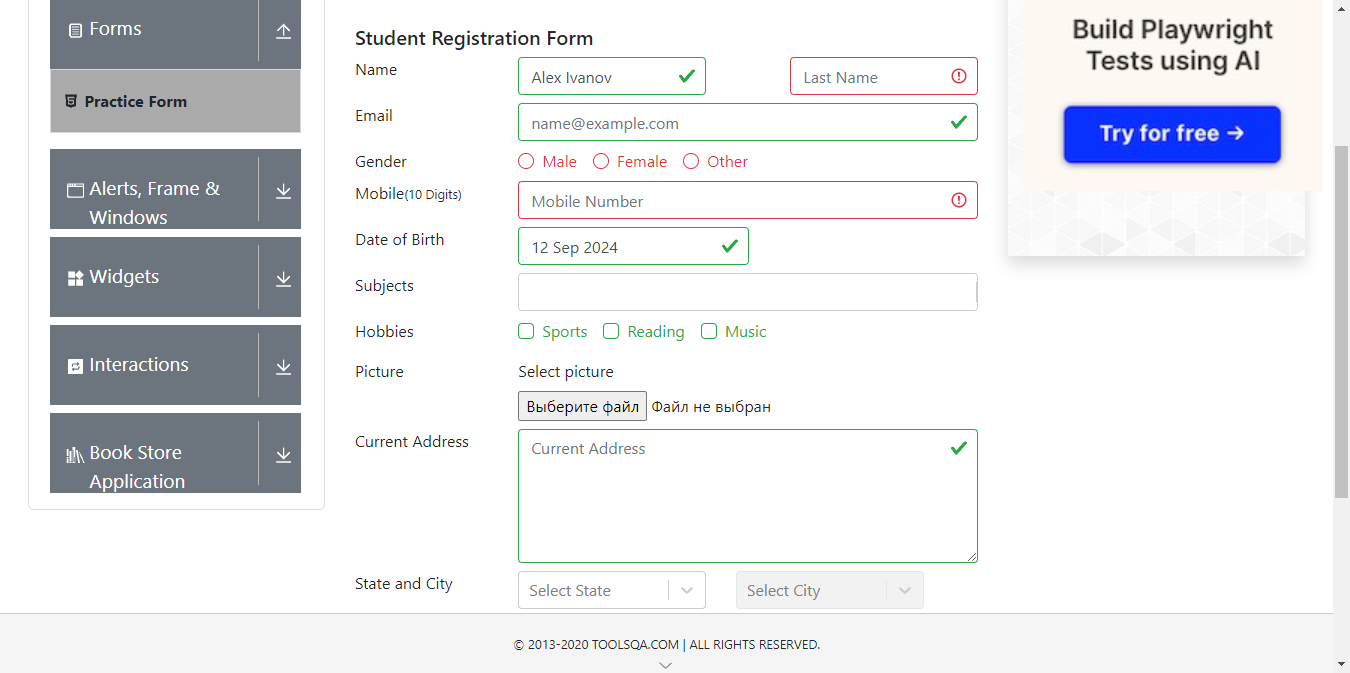 Forms
Practice Form
Alerts, Frame &
Windows
Widgets
Interactions
Book Store
Application
Student Registration Form
Name
Alex Ivanov
Last Name
Email
name@example.com
Gender
Male Female Other
Mobile(10 Digits)
Mobile Number
Date of Birth
12 Sep 2024
Subjects
Hobbies
Sports Reading Music
Picture
Select picture
Выберите файл Файл не выбран
Current Address
Current Address
State and City
Select State
Select City
Build Playwright
Tests using AI
Try for free →
© 2013-2020 TOOLSQA.COM | ALL RIGHTS RESERVED.